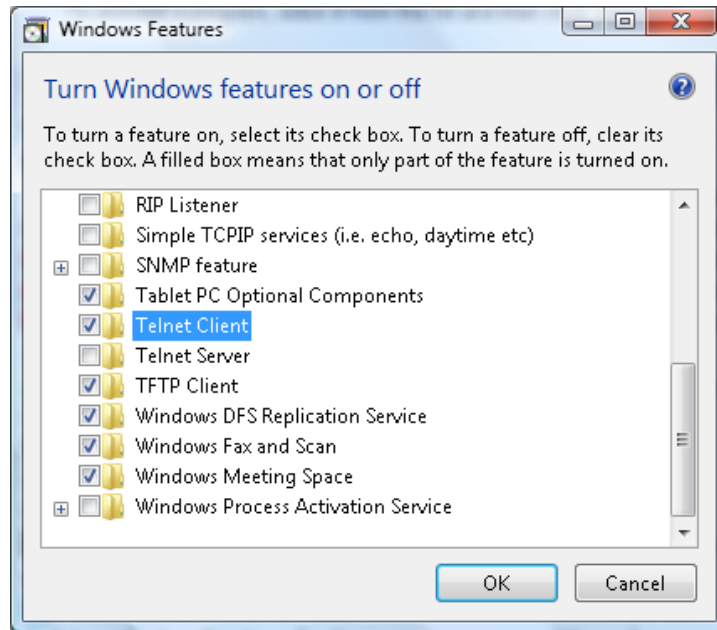 Windows Features
Turn Windows features on or off
To turn a feature on, select its check box. To turn a feature off, clear its
check box. A filled box means that only part of the feature is turned on.
RIP Listener
Simple TCPIP services (i.e. echo, daytime etc)
SNMP feature
Tablet PC Optional Components
Telnet Client
Telnet Server
TFTP Client
Windows DFS Replication Service
Windows Fax and Scan
Windows Meeting Space
Windows Process Activation Service
OK Cancel